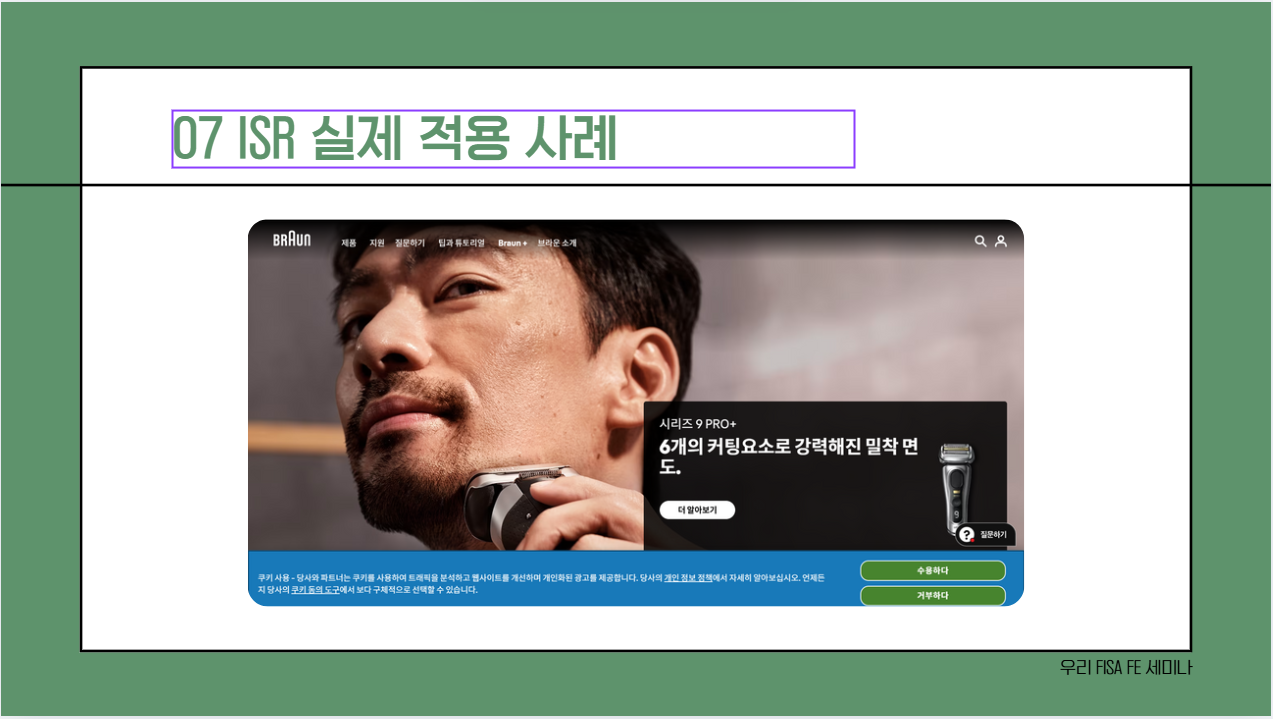 07 ISR 실제 적용 사례
BRAUN 제품 지원 질문하기 팁과 튜토리얼 Braun + 브라운 소개
시리즈 9 PRO+
6개의 커팅요소로 강력해진 밀착 면
도.
더 알아보기
9
? 질문하기
쿠키 사용 - 당사와 파트너는 쿠키를 사용하여 트래픽을 분석하고 웹사이트를 개선하며 개인화된 광고를 제공합니다. 당사의 개인 정보 정책에서 자세히 알아보십시오. 언제든
지 당사의 쿠키 동의 도구에서 보다 구체적으로 선택할 수 있습니다.
수용하다
거부하다
우리 FISA FE 세미나